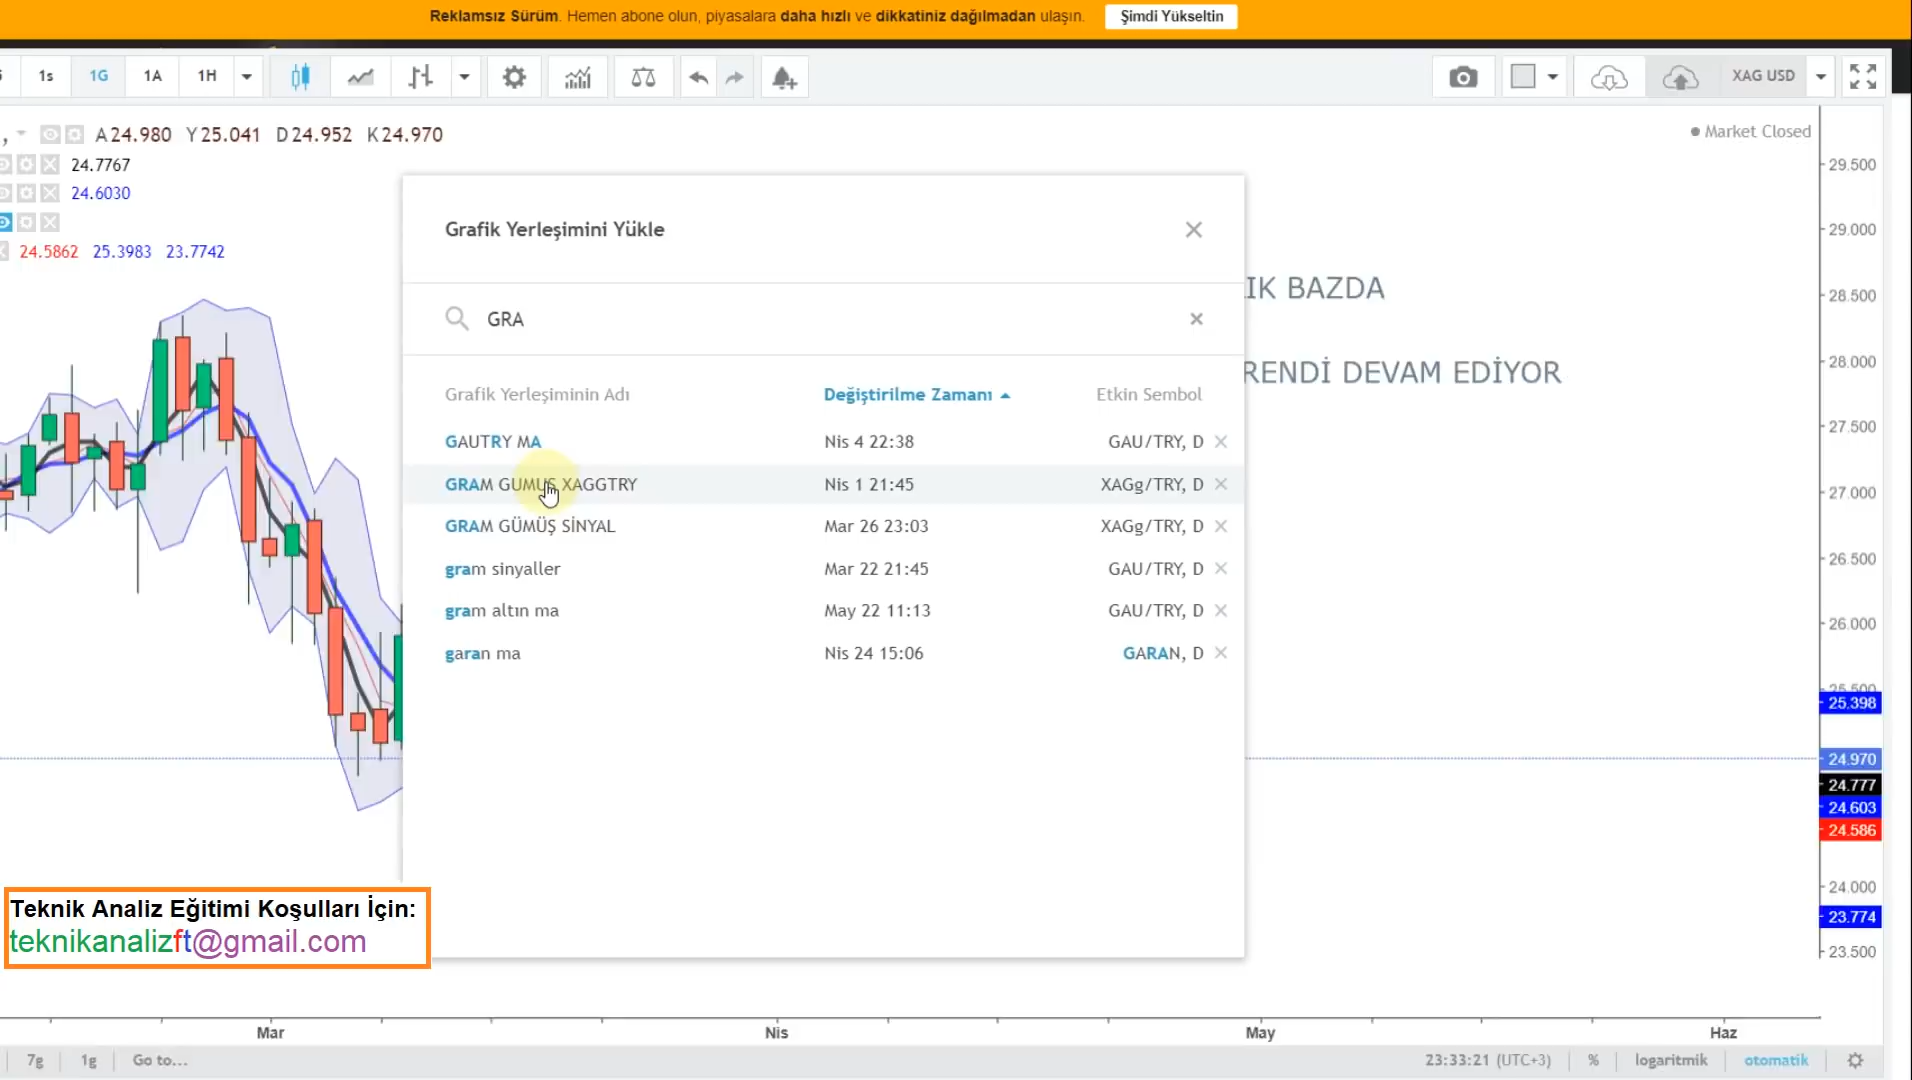 Reklamsız Sürüm. Hemen abone olun, piyasalara daha hızlı ve dikkatiniz dağılmadan ulaşın. Şimdi Yükseltin
1s 1G 1A 1H XAG USD
A24.980 Y25.041 D24.952 K24.970
Market Closed
24.7767
24.6030
24.5862 25.3983 23.7742
Grafik Yerleşimini Yükle
GRA
IK BAZDA
RENDİ DEVAM EDİYOR
Grafik Yerleşiminin Adı Değiştirilme Zamanı Etkin Sembol
GAUTRY MA Nis 4 22:38 GAU/TRY, D
GRAM GUMUŞ XAGGTRY Nis 1 21:45 XAGg/TRY, D
GRAM GÜMÜŞ SİNYAL Mar 26 23:03 XAGg/TRY, D
gram sinyaller Mar 22 21:45 GAU/TRY, D
gram altın ma May 22 11:13 GAU/TRY, D
garan ma Nis 24 15:06 GARAN, D
29.500
29.000
28.500
28.000
27.500
27.000
26.500
26.000
25.500
25.398
24.970
24.777
24.603
24.586
24.000
23.774
23.500
Teknik Analiz Eğitimi Koşulları İçin:
teknikanalizft@gmail.com
Mar Nis May Haz
7g 1g Go to... 23:33:21 (UTC+3) % logaritmik otomatik